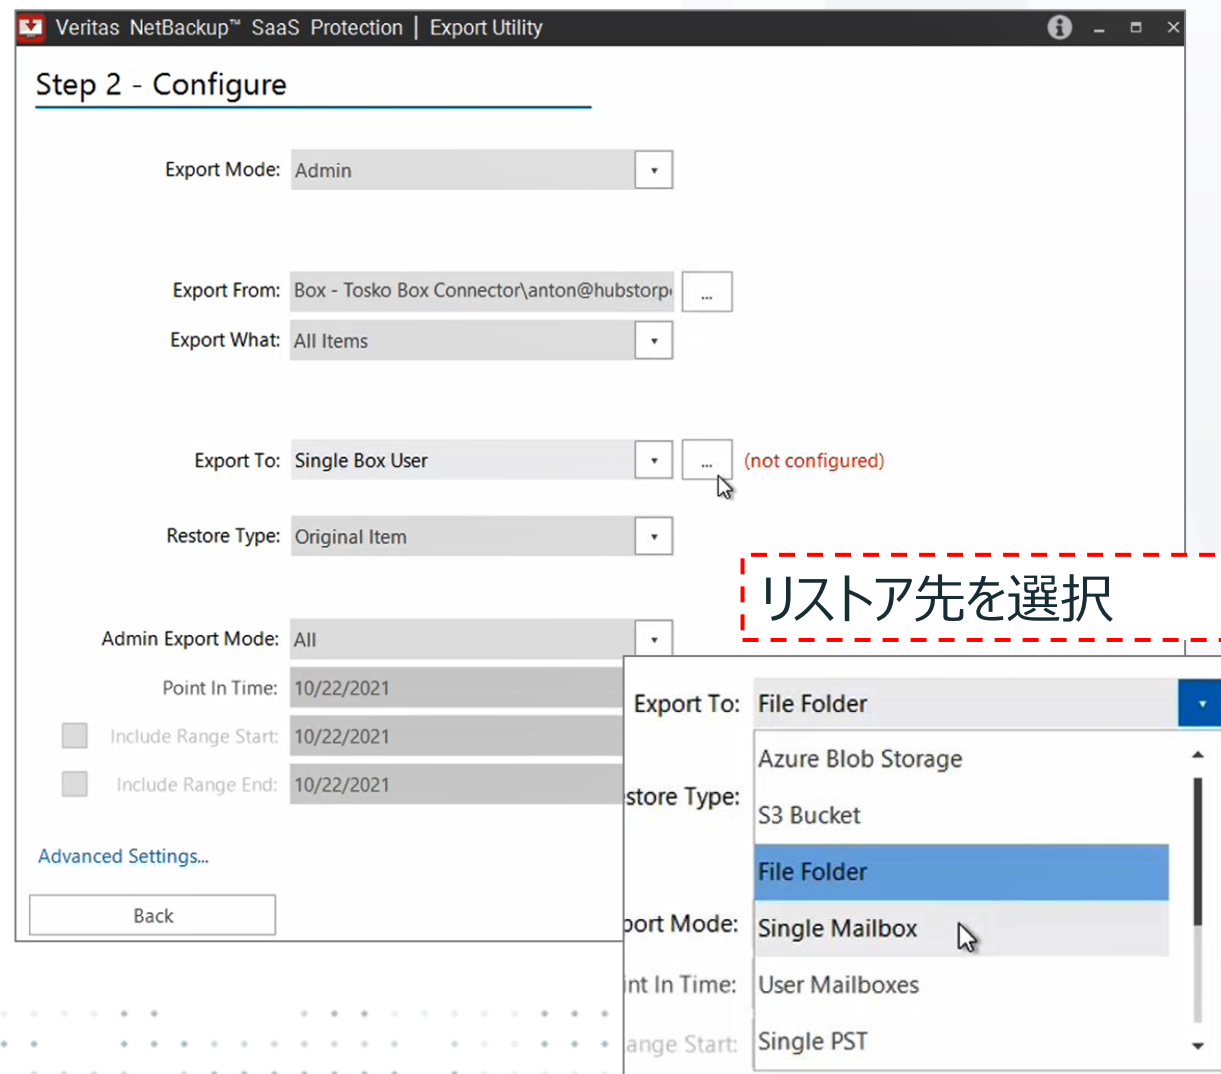 Veritas NetBackup™ SaaS Protection | Export Utility
Step 2 - Configure
Export Mode: Admin
Export From: Box - Tosko Box Connector\anton@hubstorp
...
Export What: All Items
Export To: Single Box User
...
(not configured)
Restore Type: Original Item
リストア先を選択
Admin Export Mode: All
Point In Time: 10/22/2021
Include Range Start: 10/22/2021
Include Range End: 10/22/2021
Advanced Settings...
Back
Export To: File Folder
Azure Blob Storage
store Type:
S3 Bucket
File Folder
port Mode:
Single Mailbox
int In Time:
User Mailboxes
ange Start:
Single PST